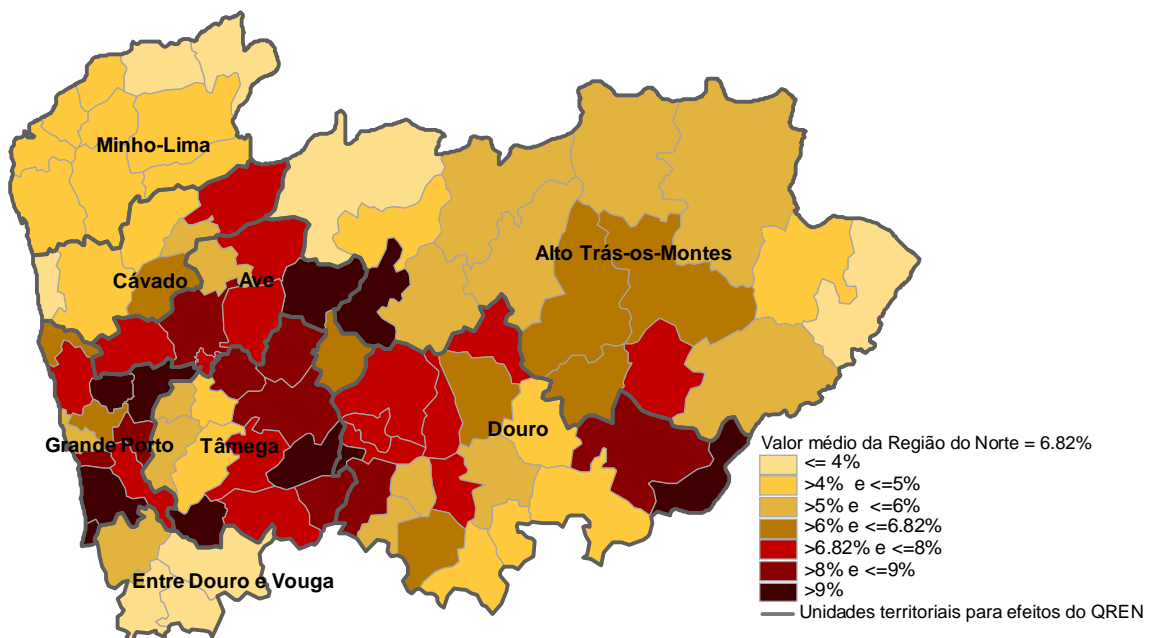 Minho-Lima
Alto Trás-os-Montes
Cávado
Ave
Grande Porto
Tâmega
Douro
Entre Douro e Vouga
Valor médio da Região do Norte = 6.82%
<= 4%
>4% e <=5%
>5% e <=6%
>6% e <=6.82%
>6.82% e <=8%
>8% e <=9%
>9%
Unidades territoriais para efeitos do QREN